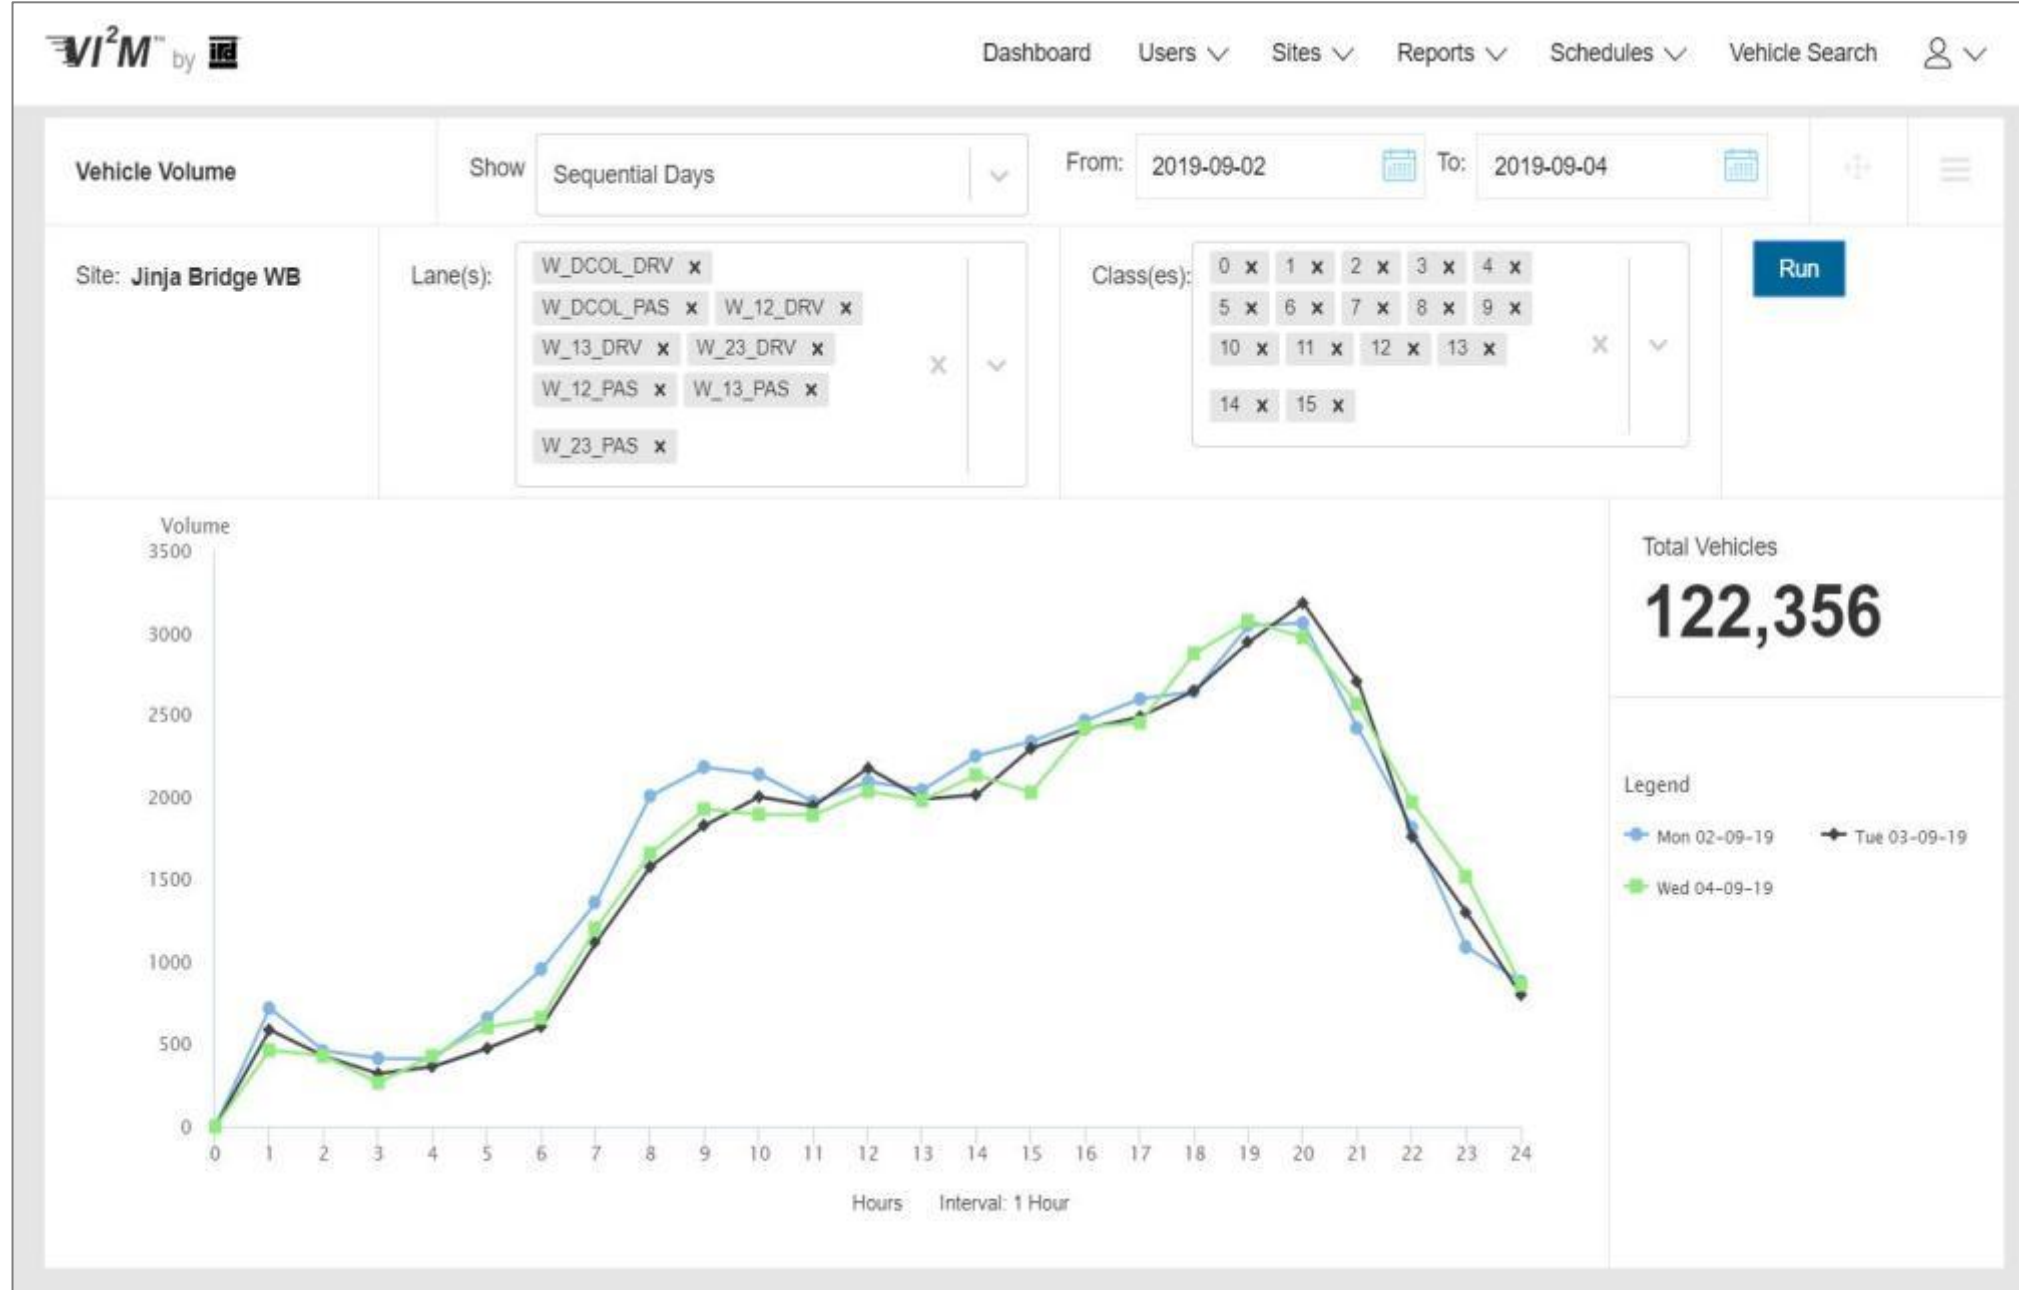 VI²M™ by ird
Dashboard Users Sites Reports Schedules Vehicle Search
Vehicle Volume Show Sequential Days From: 2019-09-02 To: 2019-09-04
Site: Jinja Bridge WB
Lane(s):
W_DCOL_DRV x
W_DCOL_PAS x W_12_DRV x
W_13_DRV x W_23_DRV x
W_12_PAS x W_13_PAS x
W_23_PAS x
Class(es):
0 x 1 x 2 x 3 x 4 x
5 x 6 x 7 x 8 x 9 x
10 x 11 x 12 x 13 x
14 x 15 x
Run
Volume
3500
3000
2500
2000
1500
1000
500
0
0 1 2 3 4 5 6 7 8 9 10 11 12 13 14 15 16 17 18 19 20 21 22 23 24
Hours Interval: 1 Hour
Total Vehicles
122,356
Legend
Mon 02-09-19 Tue 03-09-19
Wed 04-09-19